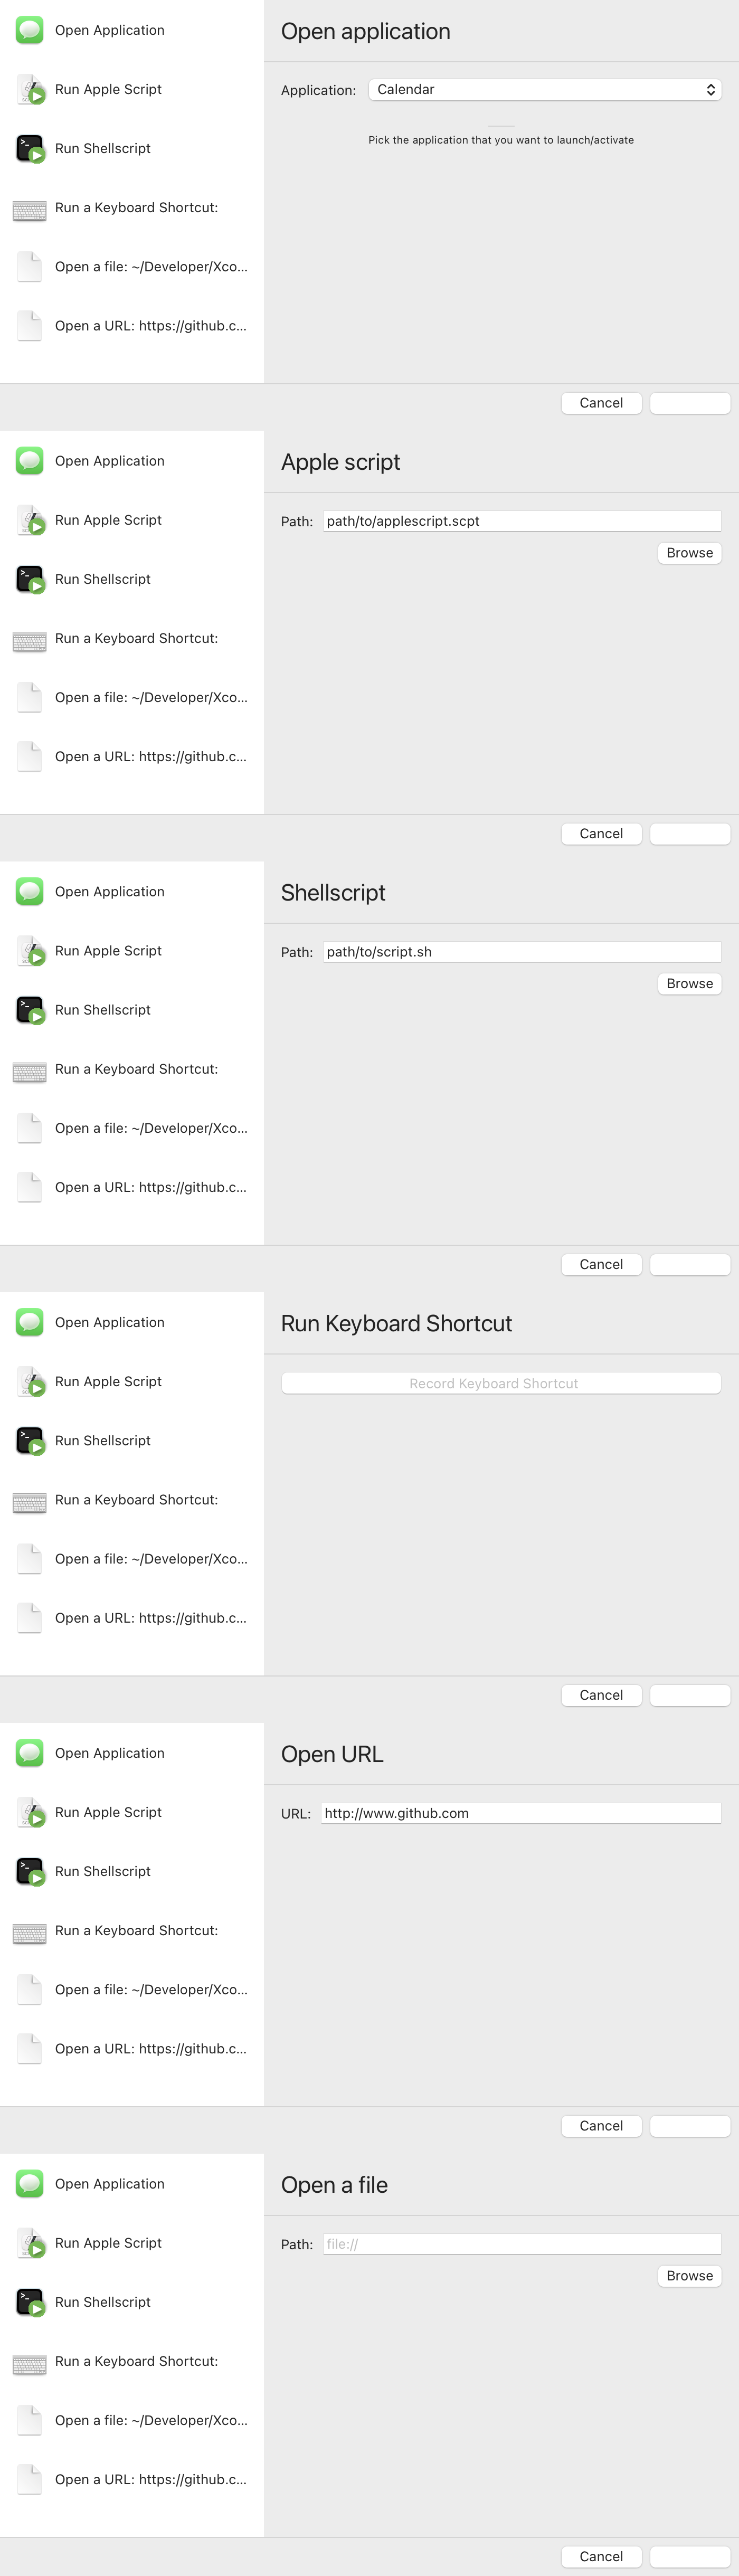 Open Application
Run Apple Script
Run Shellscript
Run a Keyboard Shortcut:
Open a file: ~/Developer/Xco...
Open a URL: https://github.c...
Open application
Application: Calendar
Pick the application that you want to launch/activate
Cancel
Open Application
Run Apple Script
Run Shellscript
Run a Keyboard Shortcut:
Open a file: ~/Developer/Xco...
Open a URL: https://github.c...
Apple script
Path: path/to/applescript.scpt
Browse
Cancel
Open Application
Run Apple Script
Run Shellscript
Run a Keyboard Shortcut:
Open a file: ~/Developer/Xco...
Open a URL: https://github.c...
Shellscript
Path: path/to/script.sh
Browse
Cancel
Open Application
Run Apple Script
Run Shellscript
Run a Keyboard Shortcut:
Open a file: ~/Developer/Xco...
Open a URL: https://github.c...
Run Keyboard Shortcut
Record Keyboard Shortcut
Cancel
Open Application
Run Apple Script
Run Shellscript
Run a Keyboard Shortcut:
Open a file: ~/Developer/Xco...
Open a URL: https://github.c...
Open URL
URL: http://www.github.com
Cancel
Open Application
Run Apple Script
Run Shellscript
Run a Keyboard Shortcut:
Open a file: ~/Developer/Xco...
Open a URL: https://github.c...
Open a file
Path: file://
Browse
Cancel